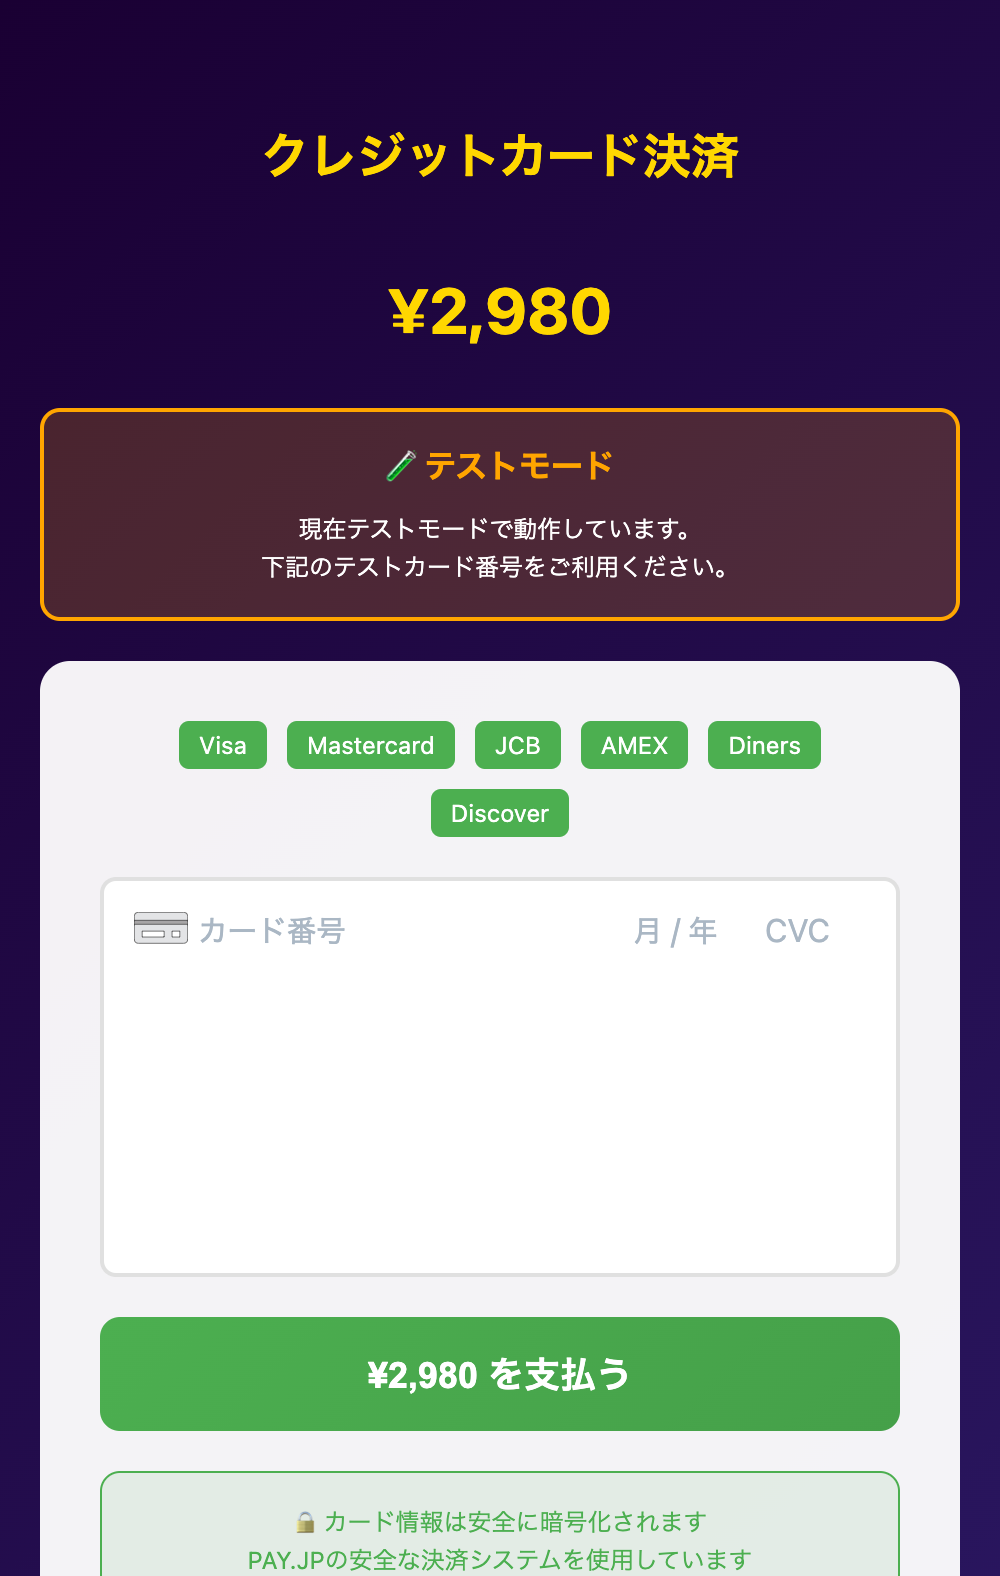 クレジットカード決済
¥2,980
テストモード
現在テストモードで動作しています。
下記のテストカード番号をご利用ください。
Visa Mastercard JCB AMEX Diners
Discover
カード番号 月 / 年 CVC
¥2,980 を支払う
カード情報は安全に暗号化されます
PAY.JPの安全な決済システムを使用しています